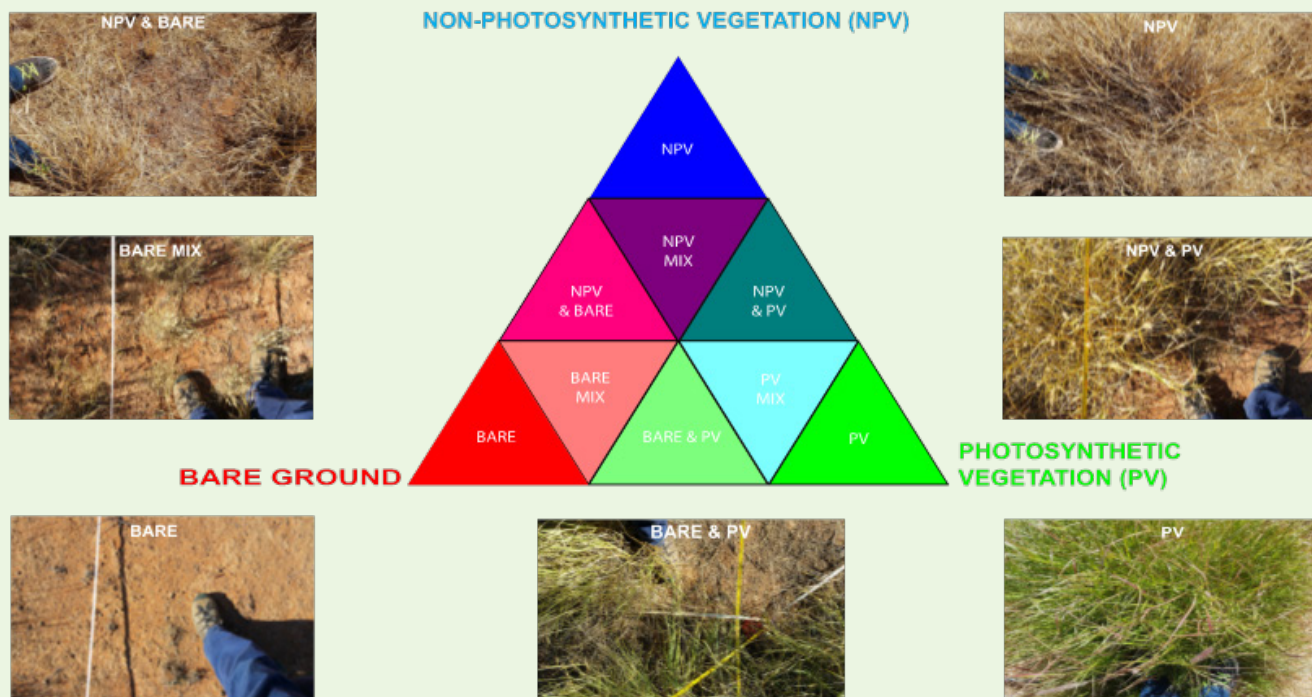 NPV & BARE
NON-PHOTOSYNTHETIC VEGETATION (NPV)
NPV
NPV
NPV
MIX
BARE MIX
NPV & PV
NPV
& BARE
NPV
& PV
BARE
MIX
PV
MIX
BARE
BARE & PV
PV
BARE GROUND
PHOTOSYNTHETIC
VEGETATION (PV)
BARE
BARE & PV
PV